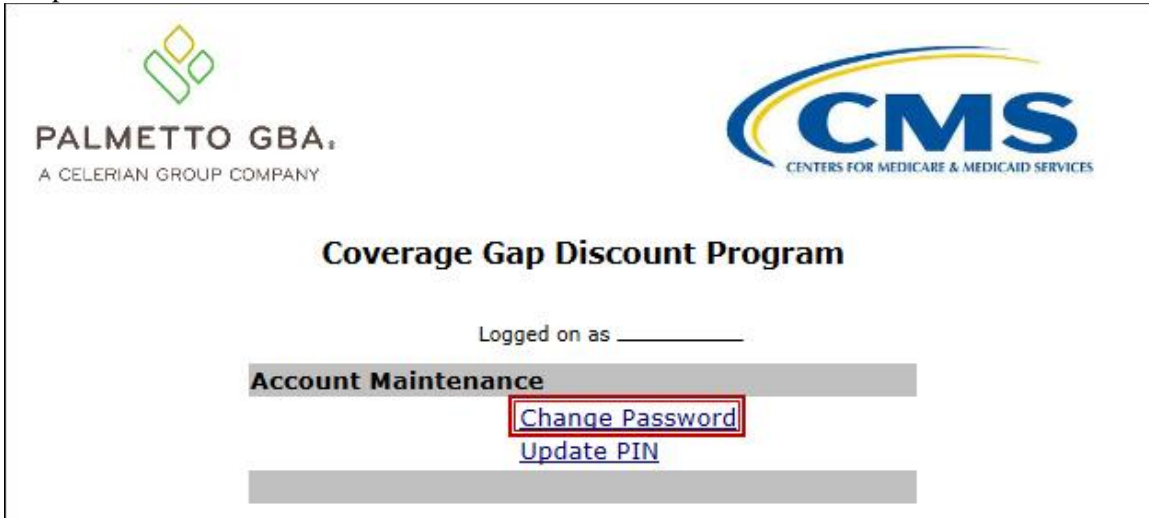 PALMETTO GBA.
A CELERIAN GROUP COMPANY
CMS
CENTERS FOR MEDICARE & MEDICAID SERVICES
Coverage Gap Discount Program
Logged on as ___________
Account Maintenance
Change Password
Update PIN